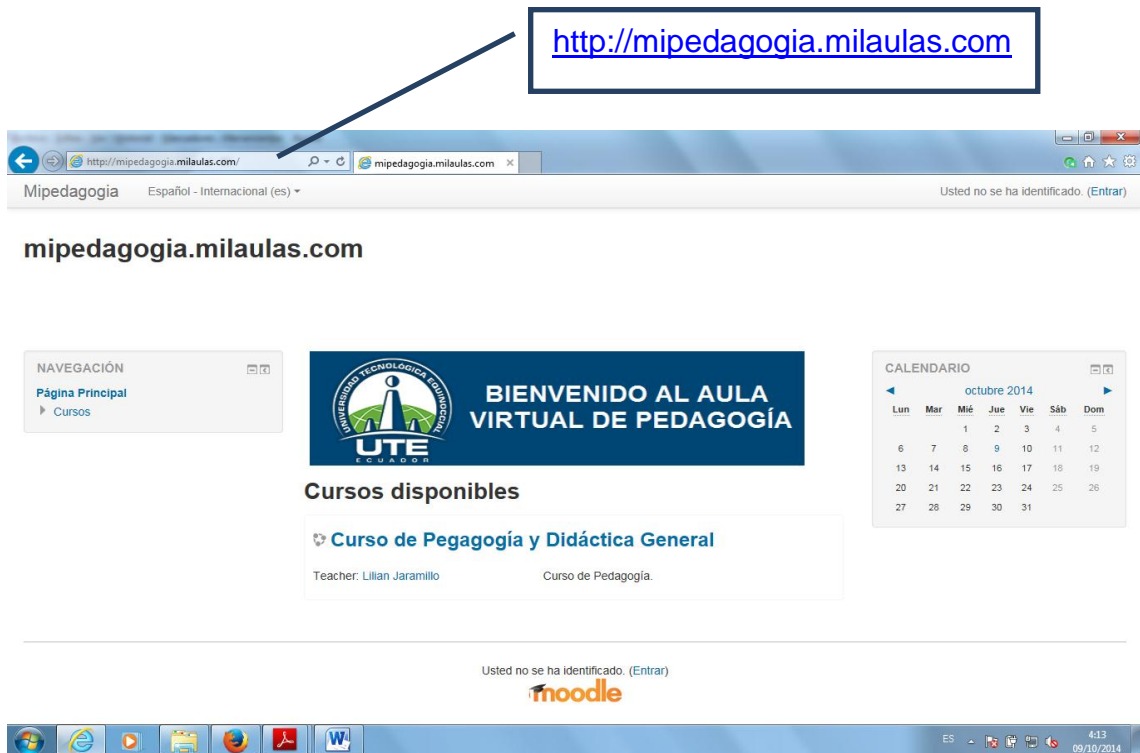 http://mipedagogia.milaulas.com
http://mipedagogia.milaulas.com/
mipedagogia.milaulas.com
Mipedagogia Español - Internacional (es) Usted no se ha identificado. (Entrar)
mipedagogia.milaulas.com
NAVEGACIÓN
Página Principal
Cursos
UNIVERSIDAD TECNOLÓGICA EQUINOCCIAL
UTE
ECUADOR
BIENVENIDO AL AULA
VIRTUAL DE PEDAGOGÍA
Cursos disponibles
Curso de Pegagogía y Didáctica General
Teacher: Lilian Jaramillo Curso de Pedagogía.
CALENDARIO
octubre 2014
Lun Mar Mié Jue Vie Sáb Dom
1 2 3 4 5
6 7 8 9 10 11 12
13 14 15 16 17 18 19
20 21 22 23 24 25 26
27 28 29 30 31
Usted no se ha identificado. (Entrar)
moodle
ES 4:13
09/10/2014